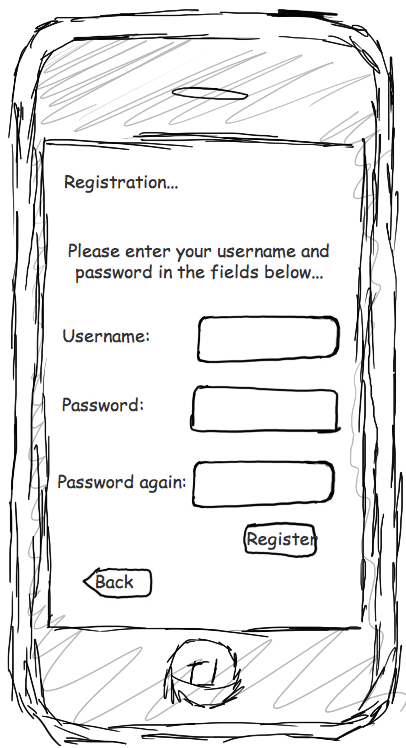 Registration...
Please enter your username and
password in the fields below...
Username:
Password:
Password again:
Register
Back